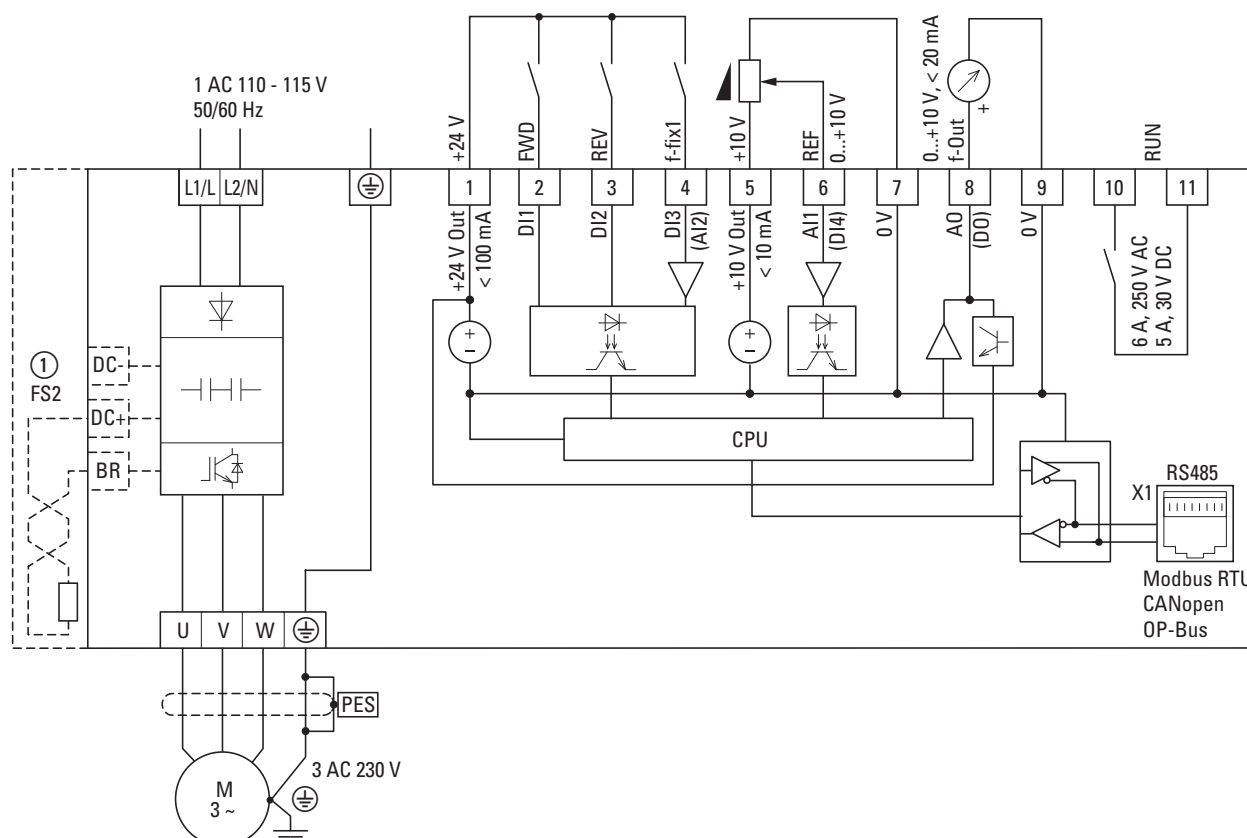 1 AC 110 - 115 V
50/60 Hz
+24 V
FWD
REV
f-fix1
+10 V
REF
0...+10 V
0...+10 V, < 20 mA
f-Out
+
RUN
L1/L
L2/N
1
2
3
4
5
6
7
8
9
10
11
+24 V Out
< 100 mA
DI1
DI2
DI3
(AI2)
+10 V Out
< 10 mA
AI1
(DI4)
0 V
AO
(DO)
0 V
6 A, 250 V AC
5 A, 30 V DC
+
−
+
−
1
FS2
DC-
DC+
BR
CPU
X1
RS485
Modbus RTU
CANopen
OP-Bus
U
V
W
PES
3 AC 230 V
M
3 ~